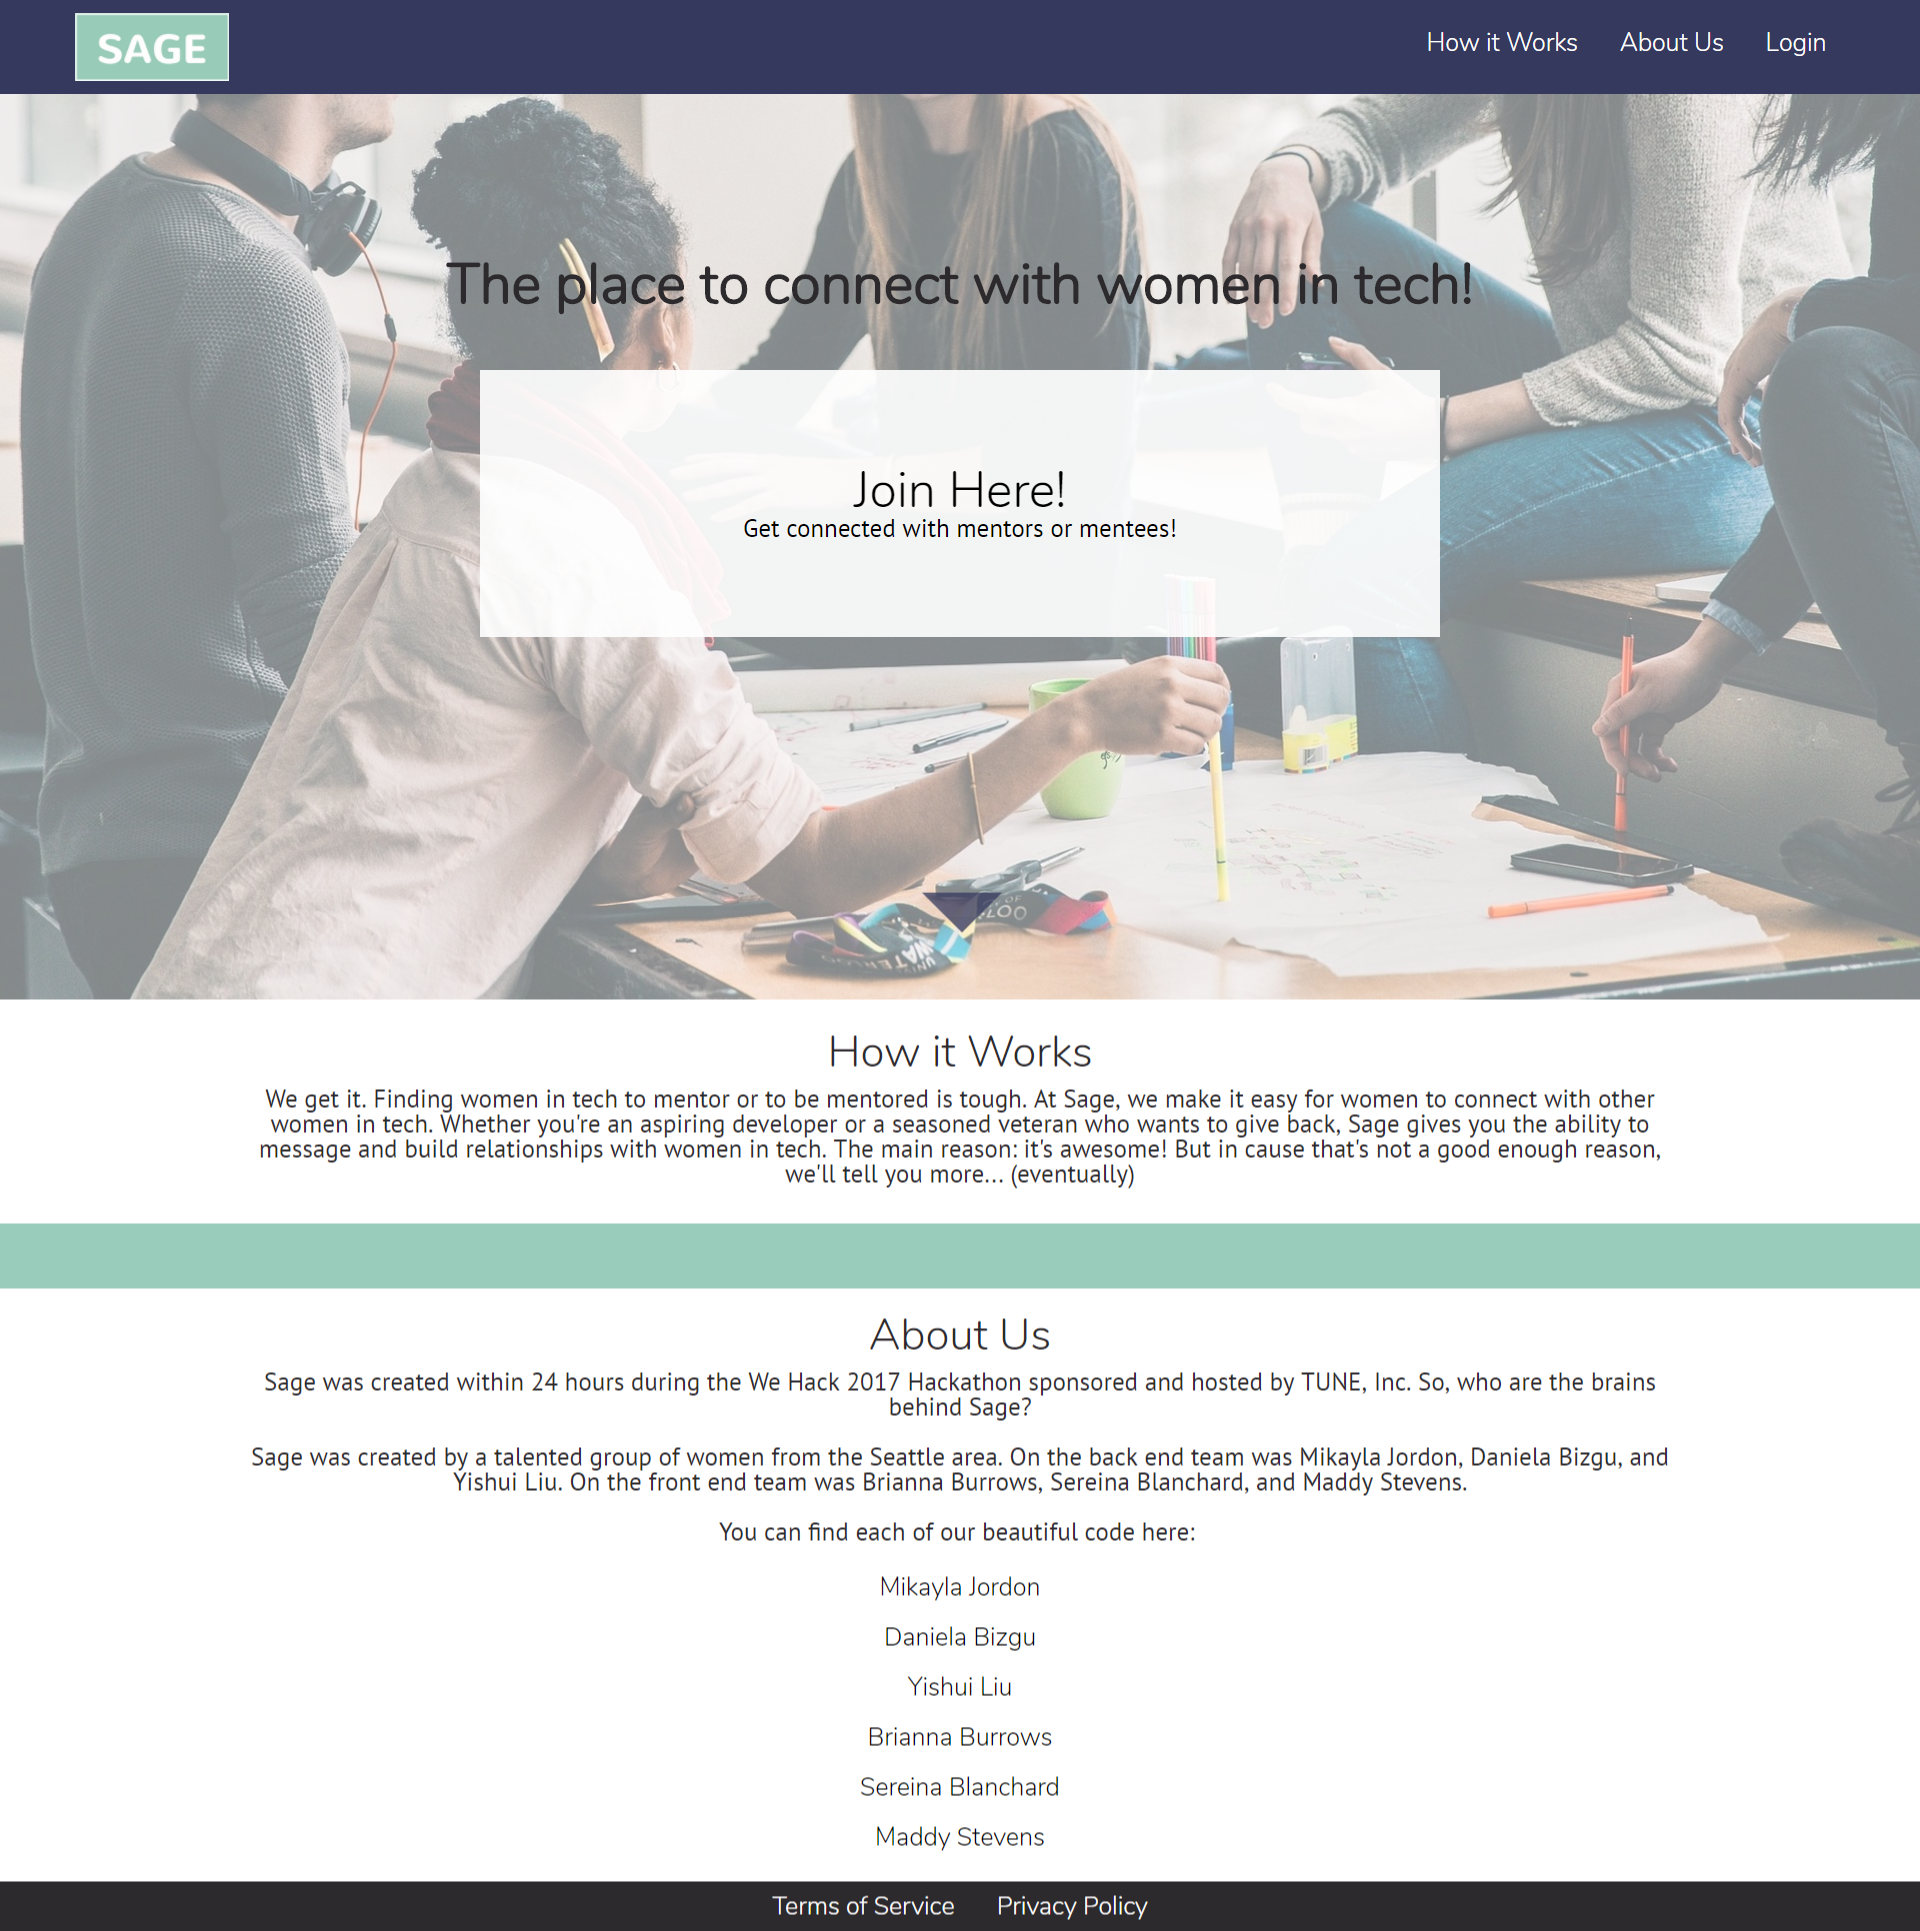 SAGE
How it Works About Us Login
The place to connect with women in tech!
Join Here!
Get connected with mentors or mentees!
LOO
WATERL
How it Works
We get it. Finding women in tech to mentor or to be mentored is tough. At Sage, we make it easy for women to connect with other
women in tech. Whether you're an aspiring developer or a seasoned veteran who wants to give back, Sage gives you the ability to
message and build relationships with women in tech. The main reason: it's awesome! But in cause that's not a good enough reason,
we'll tell you more... (eventually)
About Us
Sage was created within 24 hours during the We Hack 2017 Hackathon sponsored and hosted by TUNE, Inc. So, who are the brains
behind Sage?
Sage was created by a talented group of women from the Seattle area. On the back end team was Mikayla Jordon, Daniela Bizgu, and
Yishui Liu. On the front end team was Brianna Burrows, Sereina Blanchard, and Maddy Stevens.
You can find each of our beautiful code here:
Mikayla Jordon
Daniela Bizgu
Yishui Liu
Brianna Burrows
Sereina Blanchard
Maddy Stevens
Terms of Service Privacy Policy